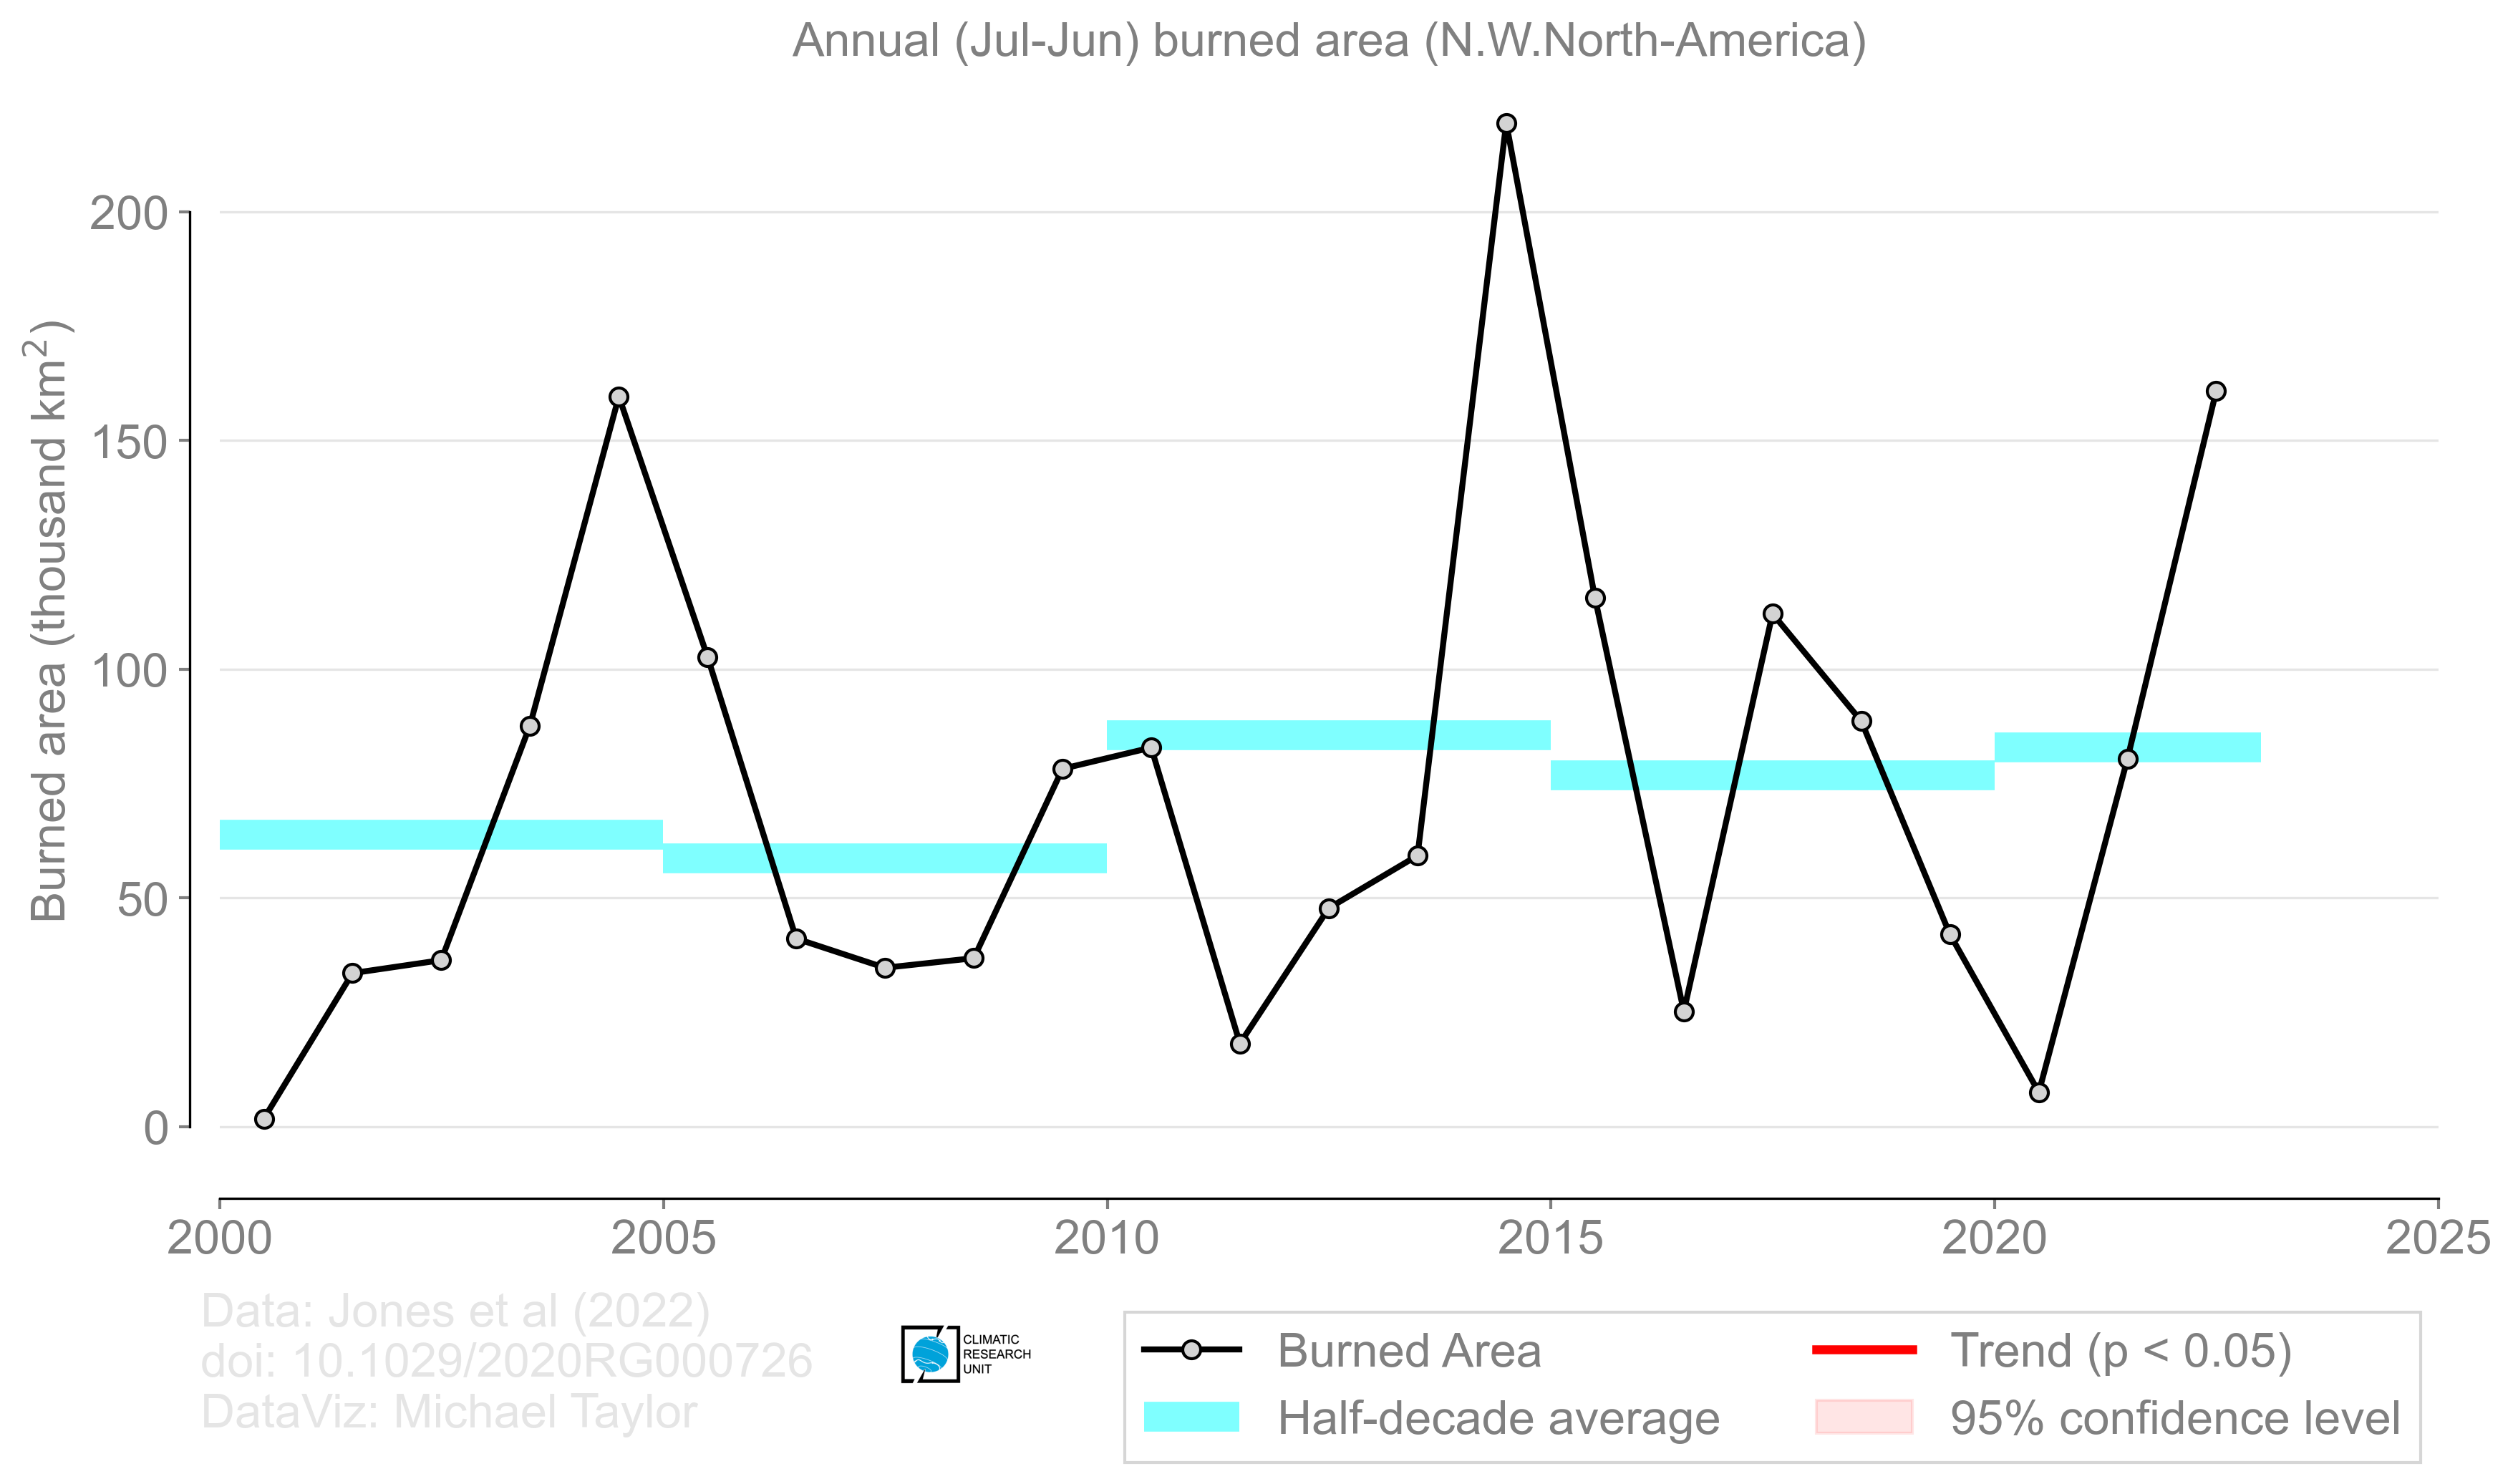 Annual (Jul-Jun) burned area (N.W.North-America)
Burned area (thousand km²)
200
150
100
50
0
2000 2005 2010 2015 2020 2025
Data: Jones et al (2022)
doi: 10.1029/2020RG000726
DataViz: Michael Taylor
CLIMATIC
RESEARCH
UNIT
Burned Area
Half-decade average
Trend (p < 0.05)
95% confidence level